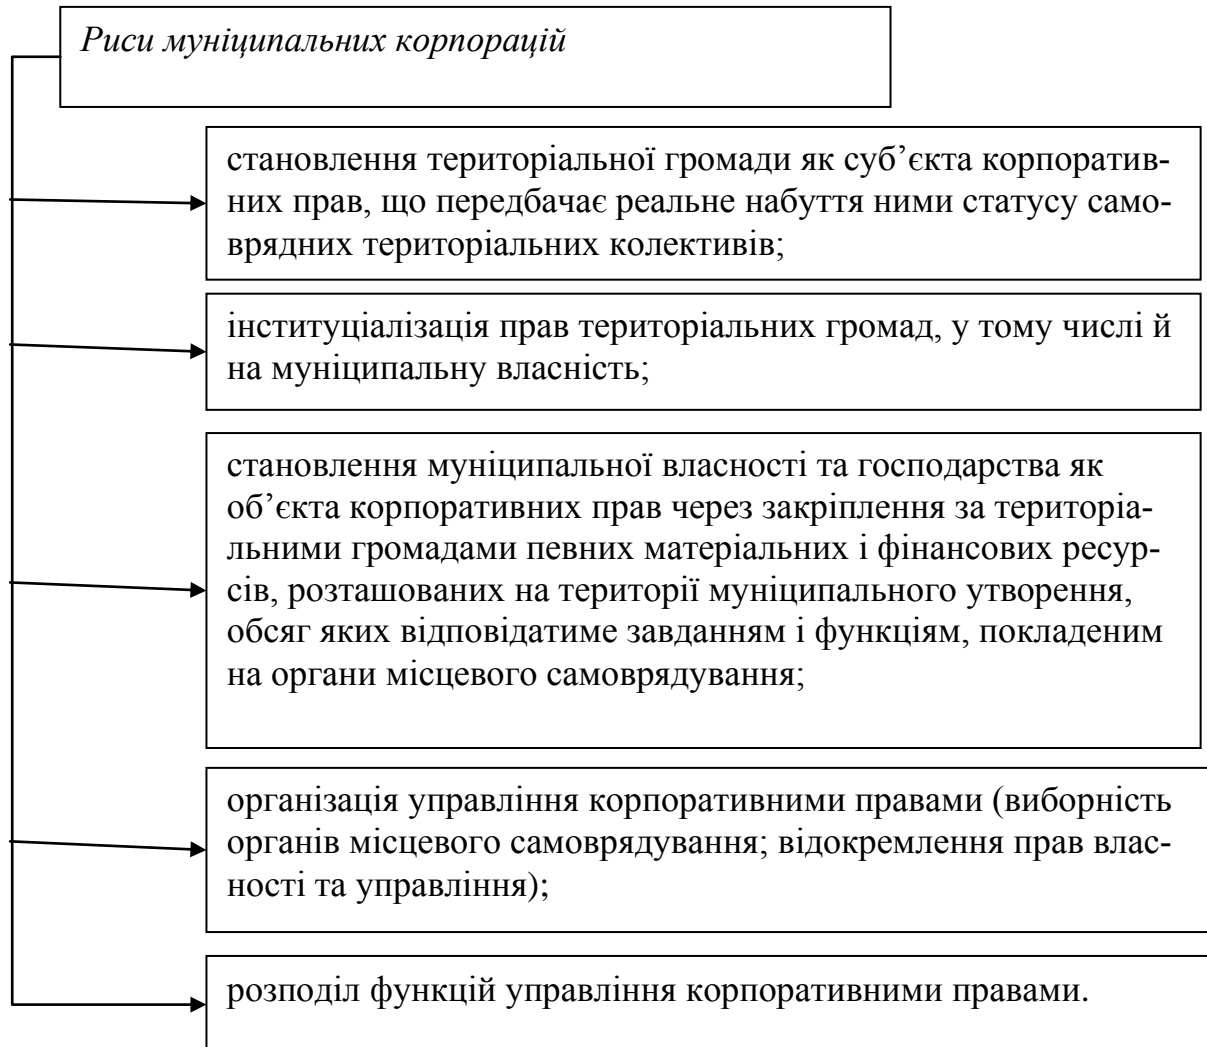 Риси муніципальних корпорацій
становлення територіальної громади як суб’єкта корпоратив-
них прав, що передбачає реальне набуття ними статусу само-
врядних територіальних колективів;
інституціалізація прав територіальних громад, у тому числі й
на муніципальну власність;
становлення муніципальної власності та господарства як
об’єкта корпоративних прав через закріплення за територіа-
льними громадами певних матеріальних і фінансових ресур-
сів, розташованих на території муніципального утворення,
обсяг яких відповідатиме завданням і функціям, покладеним
на органи місцевого самоврядування;
організація управління корпоративними правами (виборність
органів місцевого самоврядування; відокремлення прав влас-
ності та управління);
розподіл функцій управління корпоративними правами.